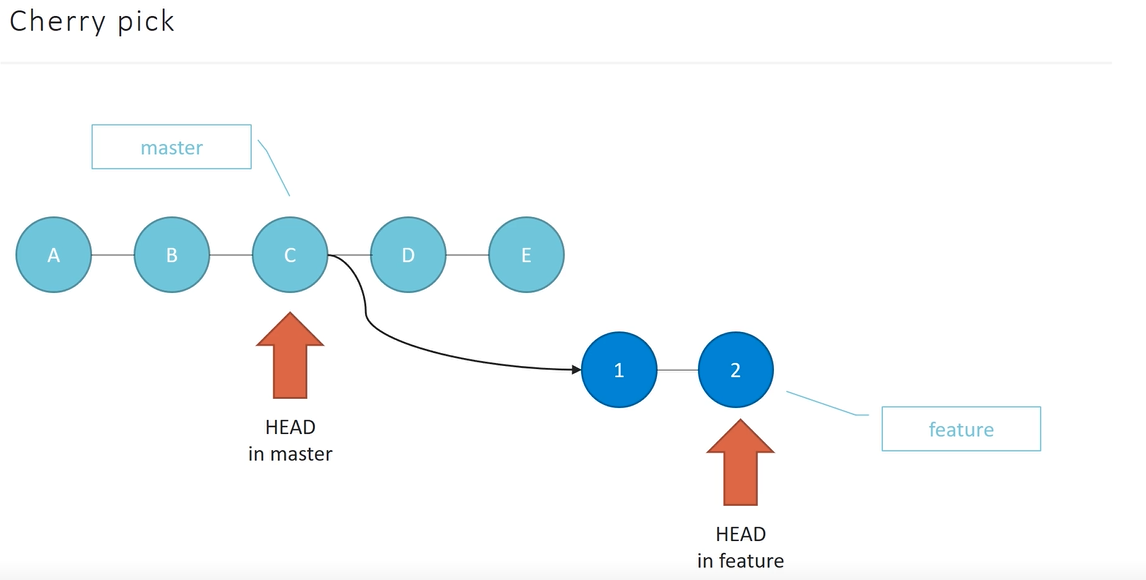 Cherry pick
master
A B C D E
1 2
HEAD
in master
feature
HEAD
in feature